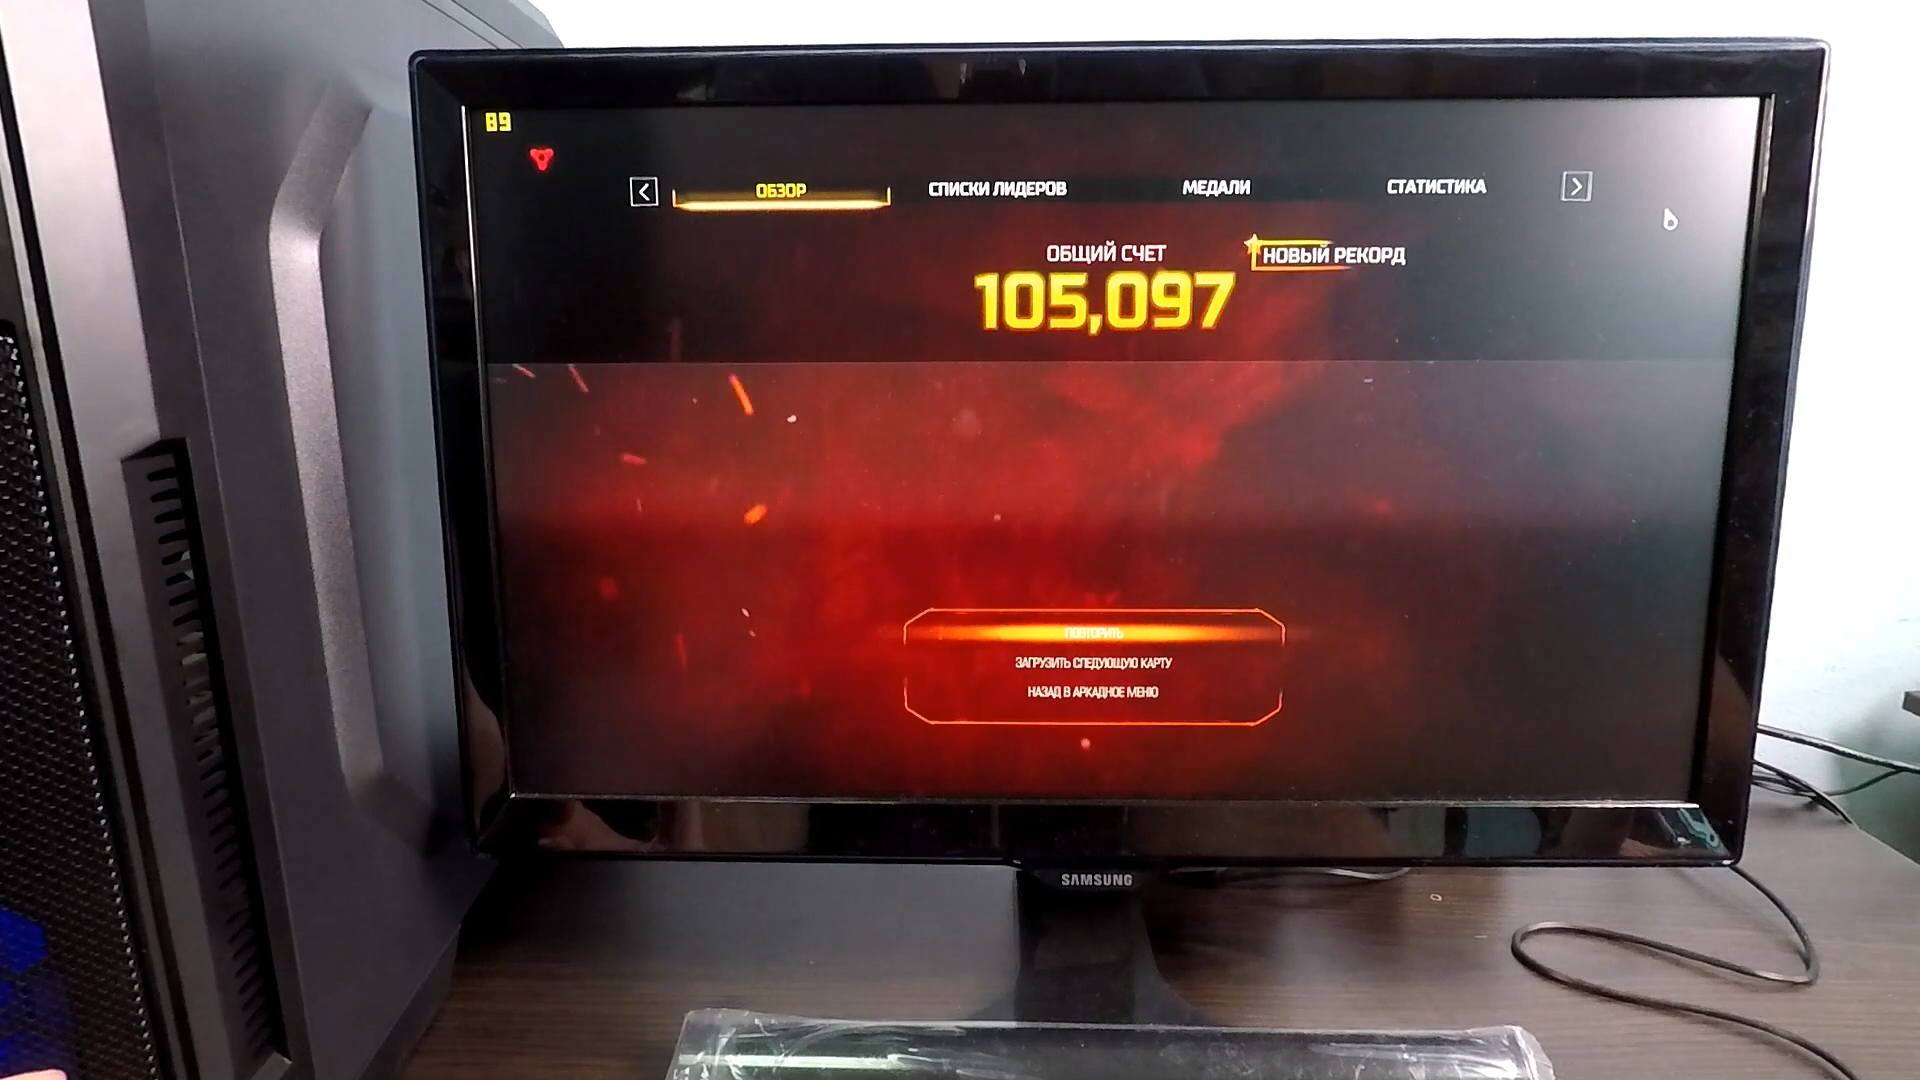 89
ОБЗОР
СПИСКИ ЛИДЕРОВ
МЕДАЛИ
СТАТИСТИКА
ОБЩИЙ СЧЕТ
НОВЫЙ РЕКОРД
105,097
ПОВТОРИТЬ
ЗАГРУЗИТЬ СЛЕДУЮЩУЮ КАРТУ
НАЗАД В АРКАДНОЕ МЕНЮ
SAMSUNG